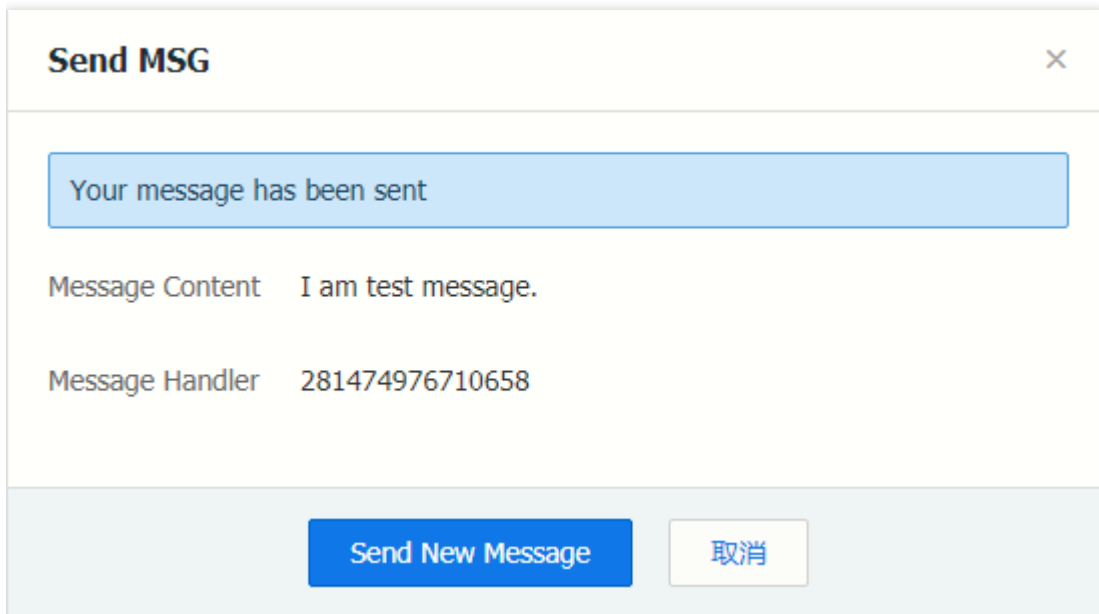 Send MSG
Your message has been sent
Message Content I am test message.
Message Handler 281474976710658
Send New Message 取消